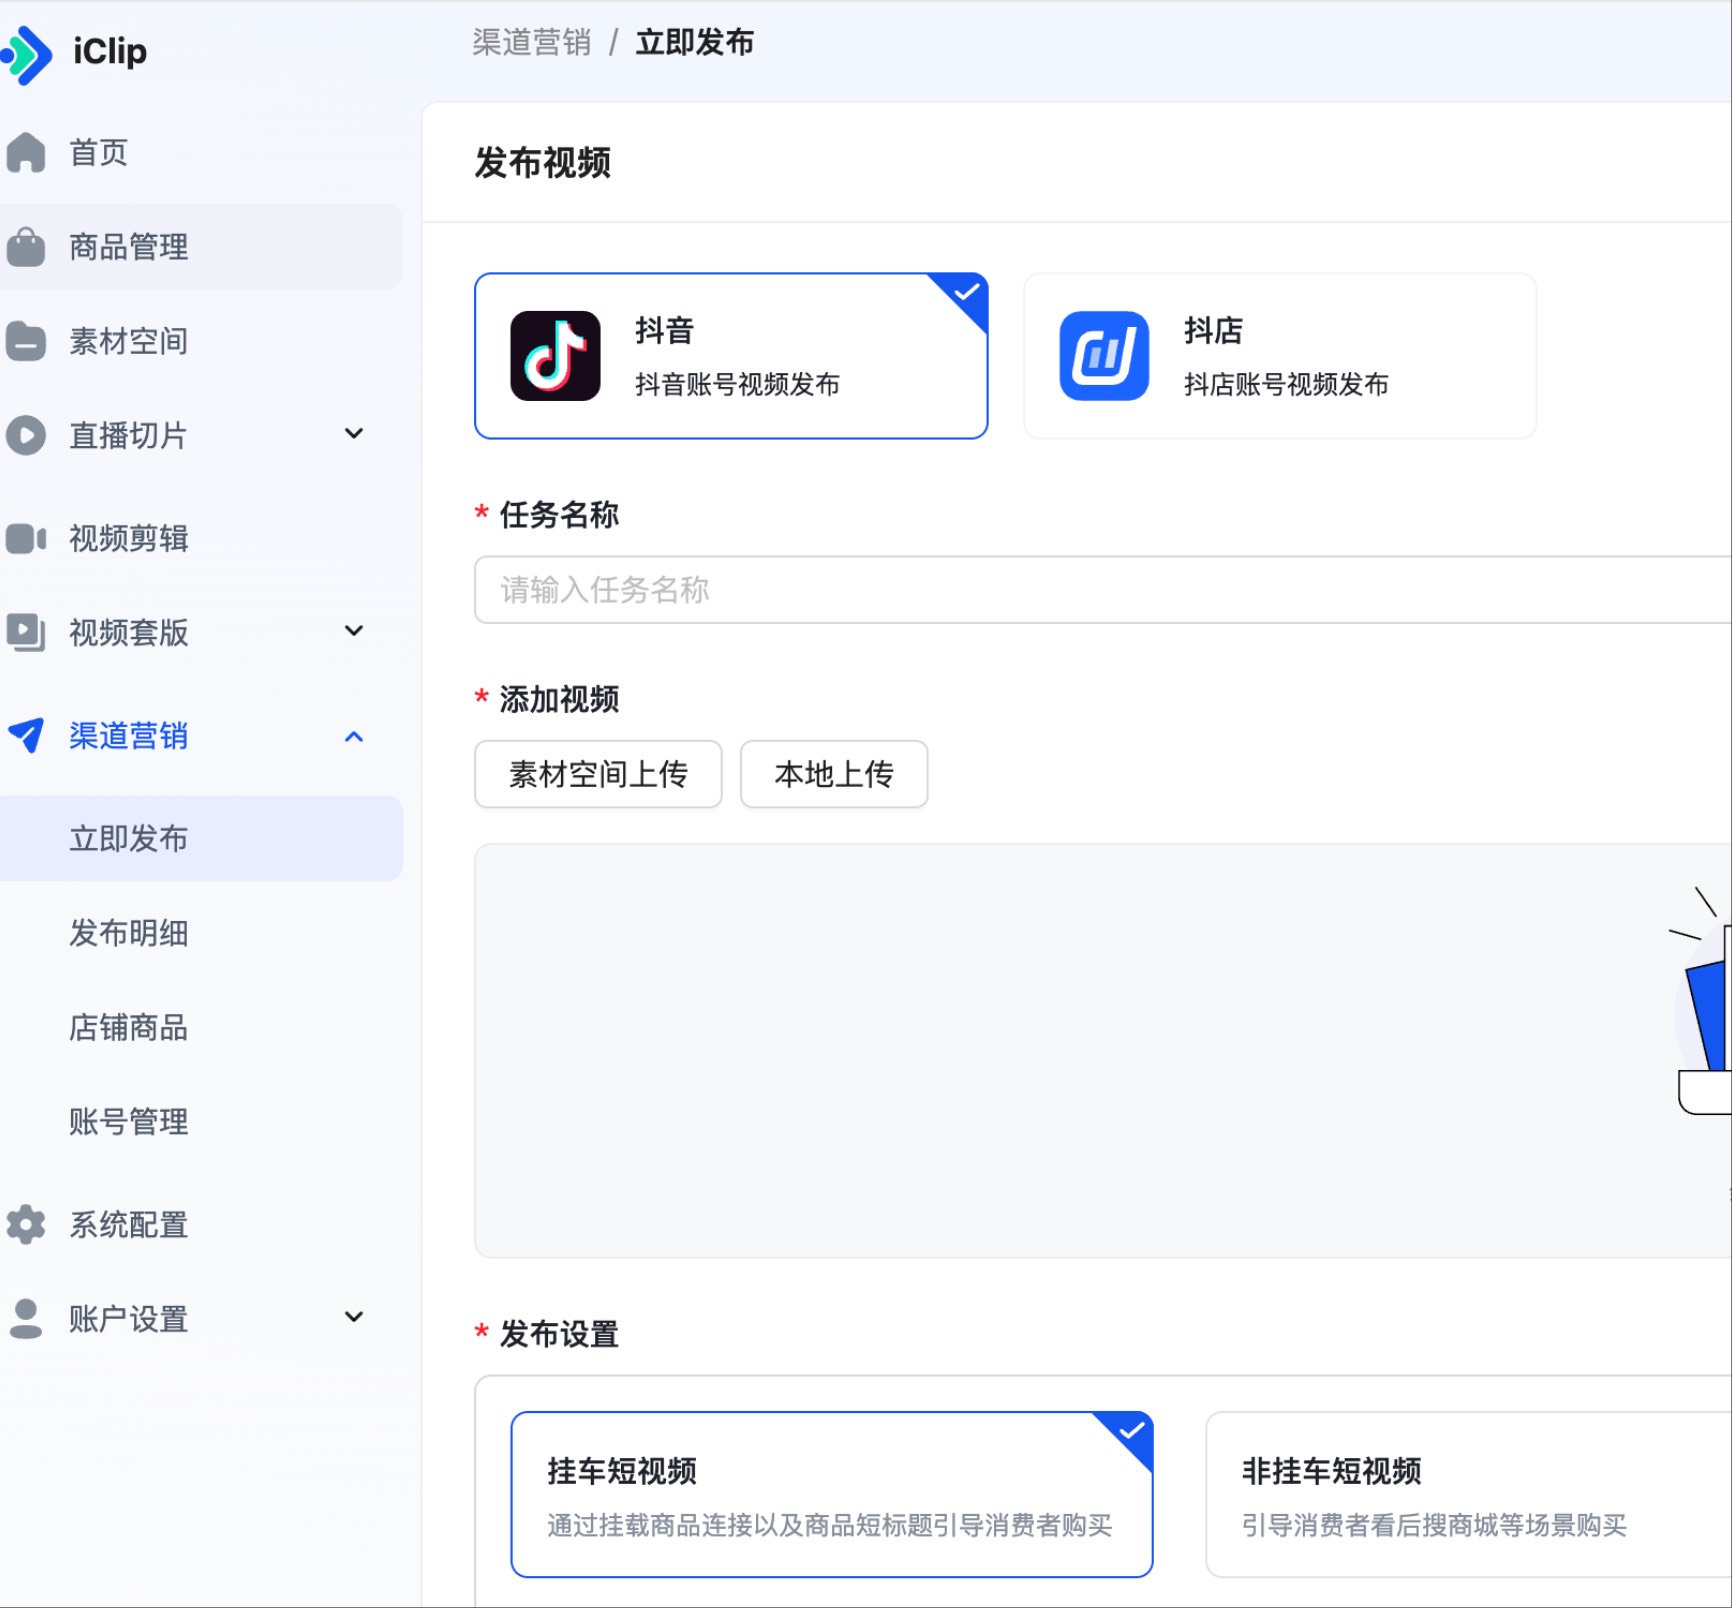 iClip
首页
商品管理
素材空间
直播切片
视频剪辑
视频套版
渠道营销
立即发布
发布明细
店铺商品
账号管理
系统配置
账户设置
渠道营销 / 立即发布
发布视频
抖音
抖音账号视频发布
抖店
抖店账号视频发布
* 任务名称
请输入任务名称
* 添加视频
素材空间上传
本地上传
* 发布设置
挂车短视频
通过挂载商品连接以及商品短标题引导消费者购买
非挂车短视频
引导消费者看后搜商城等场景购买